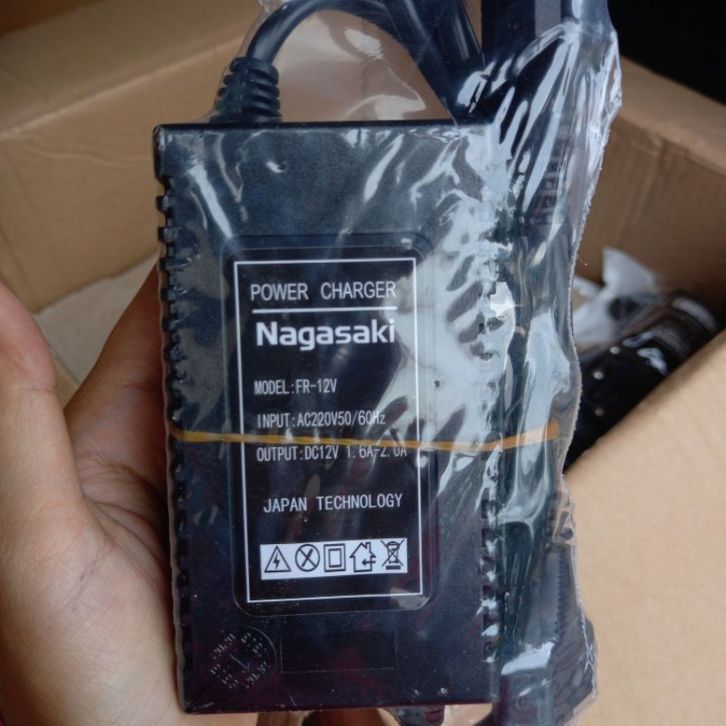 POWER CHARGER
Nagasaki
MODEL:FR-12V
INPUT:AC220V50/60Hz
OUTPUT:DC12V 1.6A-2.0A
JAPAN TECHNOLOGY